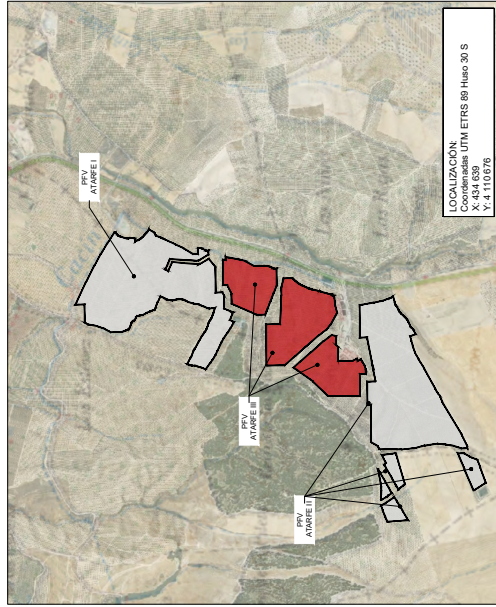 PFV
ATARFE I
PFV
ATARFE III
PFV
ATARFE II
LOCALIZACIÓN:
Coordenadas UTM ETRS 89 Huso 30 S
X: 434 639
Y: 4 110 676